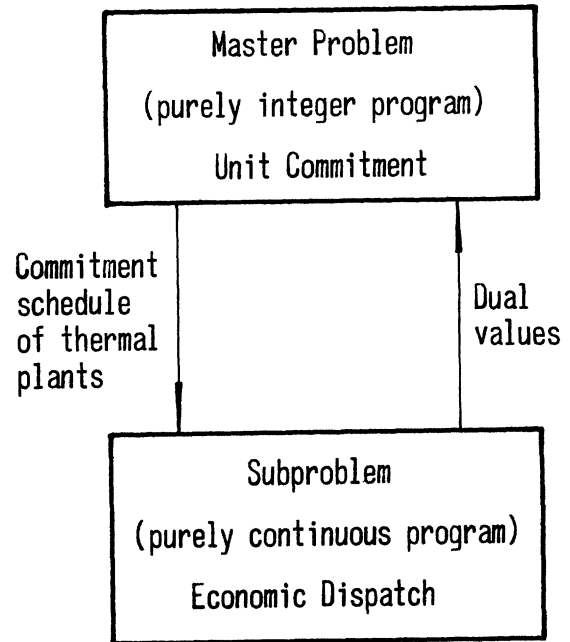 Master Problem
(purely integer program)
Unit Commitment
Commitment
schedule
of thermal
plants
Dual
values
Subproblem
(purely continuous program)
Economic Dispatch